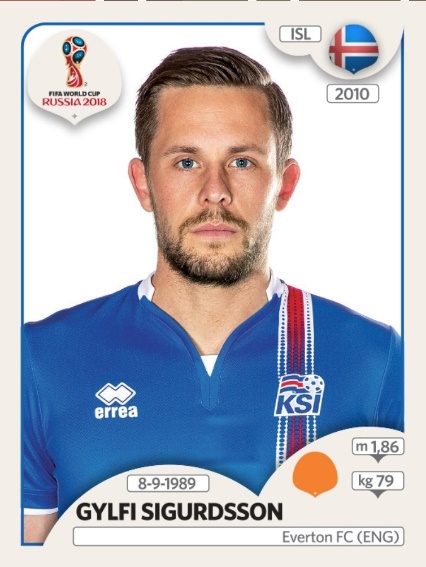 ISL
FIFA WORLD CUP
RUSSIA 2018
2010
errea
KSÍ
m 1,86
kg 79
8-9-1989
GYLFI SIGURDSSON
Everton FC (ENG)